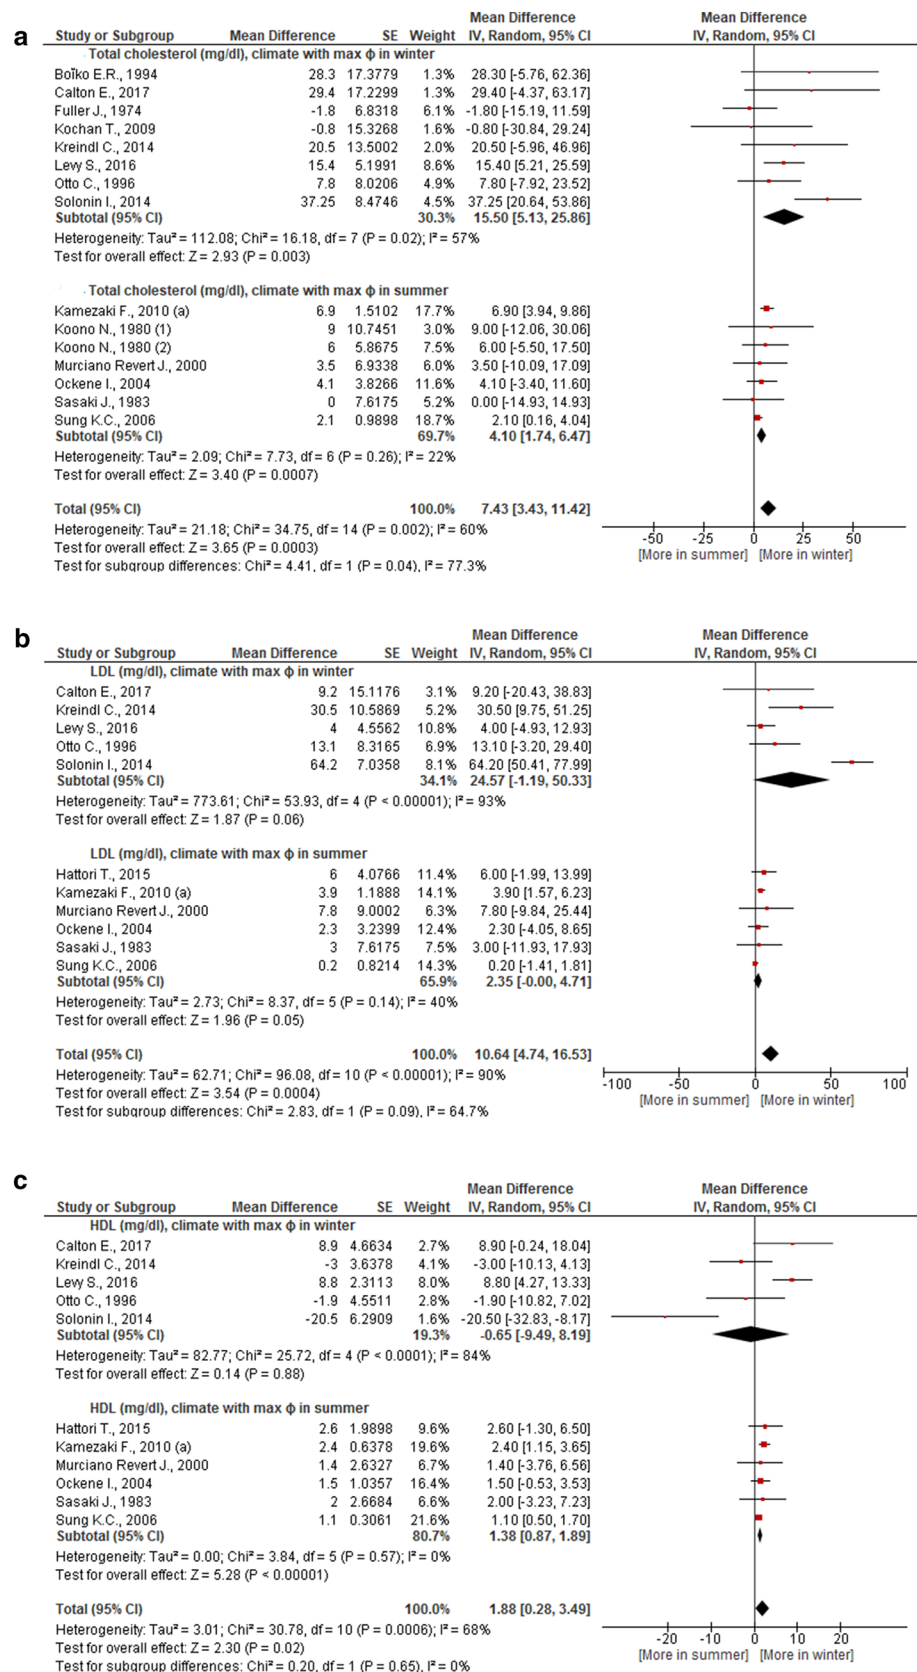 a
Mean Difference Mean Difference
Study or Subgroup Mean Difference SE Weight IV, Random, 95% CI IV, Random, 95% CI
Total cholesterol (mg/dl), climate with max ϕ in winter
Boïko E.R., 1994 28.3 17.3779 1.3% 28.30 [-5.76, 62.36]
Calton E., 2017 29.4 17.2299 1.3% 29.40 [-4.37, 63.17]
Fuller J., 1974 -1.8 6.8318 6.1% -1.80 [-15.19, 11.59]
Kochan T., 2009 -0.8 15.3268 1.6% -0.80 [-30.84, 29.24]
Kreindl C., 2014 20.5 13.5002 2.0% 20.50 [-5.96, 46.96]
Levy S., 2016 15.4 5.1991 8.6% 15.40 [5.21, 25.59]
Otto C., 1996 7.8 8.0206 4.9% 7.80 [-7.92, 23.52]
Solonin I., 2014 37.25 8.4746 4.5% 37.25 [20.64, 53.86]
Subtotal (95% CI) 30.3% 15.50 [5.13, 25.86]
Heterogeneity: Tau² = 112.08; Chi² = 16.18, df = 7 (P = 0.02); I² = 57%
Test for overall effect: Z = 2.93 (P = 0.003)
Total cholesterol (mg/dl), climate with max ϕ in summer
Kamezaki F., 2010 (a) 6.9 1.5102 17.7% 6.90 [3.94, 9.86]
Koono N., 1980 (1) 9 10.7451 3.0% 9.00 [-12.06, 30.06]
Koono N., 1980 (2) 6 5.8675 7.5% 6.00 [-5.50, 17.50]
Murciano Revert J., 2000 3.5 6.9338 6.0% 3.50 [-10.09, 17.09]
Ockene I., 2004 4.1 3.8266 11.6% 4.10 [-3.40, 11.60]
Sasaki J., 1983 0 7.6175 5.2% 0.00 [-14.93, 14.93]
Sung K.C., 2006 2.1 0.9898 18.7% 2.10 [0.16, 4.04]
Subtotal (95% CI) 69.7% 4.10 [1.74, 6.47]
Heterogeneity: Tau² = 2.09; Chi² = 7.73, df = 6 (P = 0.26); I² = 22%
Test for overall effect: Z = 3.40 (P = 0.0007)
Total (95% CI) 100.0% 7.43 [3.43, 11.42]
Heterogeneity: Tau² = 21.18; Chi² = 34.75, df = 14 (P = 0.002); I² = 60%
Test for overall effect: Z = 3.65 (P = 0.0003)
Test for subgroup differences: Chi² = 4.41, df = 1 (P = 0.04), I² = 77.3%
-50 -25 0 25 50
[More in summer] [More in winter]
b
Mean Difference Mean Difference
Study or Subgroup Mean Difference SE Weight IV, Random, 95% CI IV, Random, 95% CI
LDL (mg/dl), climate with max ϕ in winter
Calton E., 2017 9.2 15.1176 3.1% 9.20 [-20.43, 38.83]
Kreindl C., 2014 30.5 10.5869 5.2% 30.50 [9.75, 51.25]
Levy S., 2016 4 4.5562 10.8% 4.00 [-4.93, 12.93]
Otto C., 1996 13.1 8.3165 6.9% 13.10 [-3.20, 29.40]
Solonin I., 2014 64.2 7.0358 8.1% 64.20 [50.41, 77.99]
Subtotal (95% CI) 34.1% 24.57 [-1.19, 50.33]
Heterogeneity: Tau² = 773.61; Chi² = 53.93, df = 4 (P < 0.00001); I² = 93%
Test for overall effect: Z = 1.87 (P = 0.06)
LDL (mg/dl), climate with max ϕ in summer
Hattori T., 2015 6 4.0766 11.4% 6.00 [-1.99, 13.99]
Kamezaki F., 2010 (a) 3.9 1.1888 14.1% 3.90 [1.57, 6.23]
Murciano Revert J., 2000 7.8 9.0002 6.3% 7.80 [-9.84, 25.44]
Ockene I., 2004 2.3 3.2399 12.4% 2.30 [-4.05, 8.65]
Sasaki J., 1983 3 7.6175 7.5% 3.00 [-11.93, 17.93]
Sung K.C., 2006 0.2 0.8214 14.3% 0.20 [-1.41, 1.81]
Subtotal (95% CI) 65.9% 2.35 [-0.00, 4.71]
Heterogeneity: Tau² = 2.73; Chi² = 8.37, df = 5 (P = 0.14); I² = 40%
Test for overall effect: Z = 1.96 (P = 0.05)
Total (95% CI) 100.0% 10.64 [4.74, 16.53]
Heterogeneity: Tau² = 62.71; Chi² = 96.08, df = 10 (P < 0.00001); I² = 90%
Test for overall effect: Z = 3.54 (P = 0.0004)
Test for subgroup differences: Chi² = 2.83, df = 1 (P = 0.09), I² = 64.7%
-100 -50 0 50 100
[More in summer] [More in winter]
c
Mean Difference Mean Difference
Study or Subgroup Mean Difference SE Weight IV, Random, 95% CI IV, Random, 95% CI
HDL (mg/dl), climate with max ϕ in winter
Calton E., 2017 8.9 4.6634 2.7% 8.90 [-0.24, 18.04]
Kreindl C., 2014 -3 3.6378 4.1% -3.00 [-10.13, 4.13]
Levy S., 2016 8.8 2.3113 8.0% 8.80 [4.27, 13.33]
Otto C., 1996 -1.9 4.5511 2.8% -1.90 [-10.82, 7.02]
Solonin I., 2014 -20.5 6.2909 1.6% -20.50 [-32.83, -8.17]
Subtotal (95% CI) 19.3% -0.65 [-9.49, 8.19]
Heterogeneity: Tau² = 82.77; Chi² = 25.72, df = 4 (P < 0.0001); I² = 84%
Test for overall effect: Z = 0.14 (P = 0.88)
HDL (mg/dl), climate with max ϕ in summer
Hattori T., 2015 2.6 1.9898 9.6% 2.60 [-1.30, 6.50]
Kamezaki F., 2010 (a) 2.4 0.6378 19.6% 2.40 [1.15, 3.65]
Murciano Revert J., 2000 1.4 2.6327 6.7% 1.40 [-3.76, 6.56]
Ockene I., 2004 1.5 1.0357 16.4% 1.50 [-0.53, 3.53]
Sasaki J., 1983 2 2.6684 6.6% 2.00 [-3.23, 7.23]
Sung K.C., 2006 1.1 0.3061 21.6% 1.10 [0.50, 1.70]
Subtotal (95% CI) 80.7% 1.38 [0.87, 1.89]
Heterogeneity: Tau² = 0.00; Chi² = 3.84, df = 5 (P = 0.57); I² = 0%
Test for overall effect: Z = 5.28 (P < 0.00001)
Total (95% CI) 100.0% 1.88 [0.28, 3.49]
Heterogeneity: Tau² = 3.01; Chi² = 30.78, df = 10 (P = 0.0006); I² = 68%
Test for overall effect: Z = 2.30 (P = 0.02)
Test for subgroup differences: Chi² = 0.20, df = 1 (P = 0.65), I² = 0%
-20 -10 0 10 20
[More in summer] [More in winter]